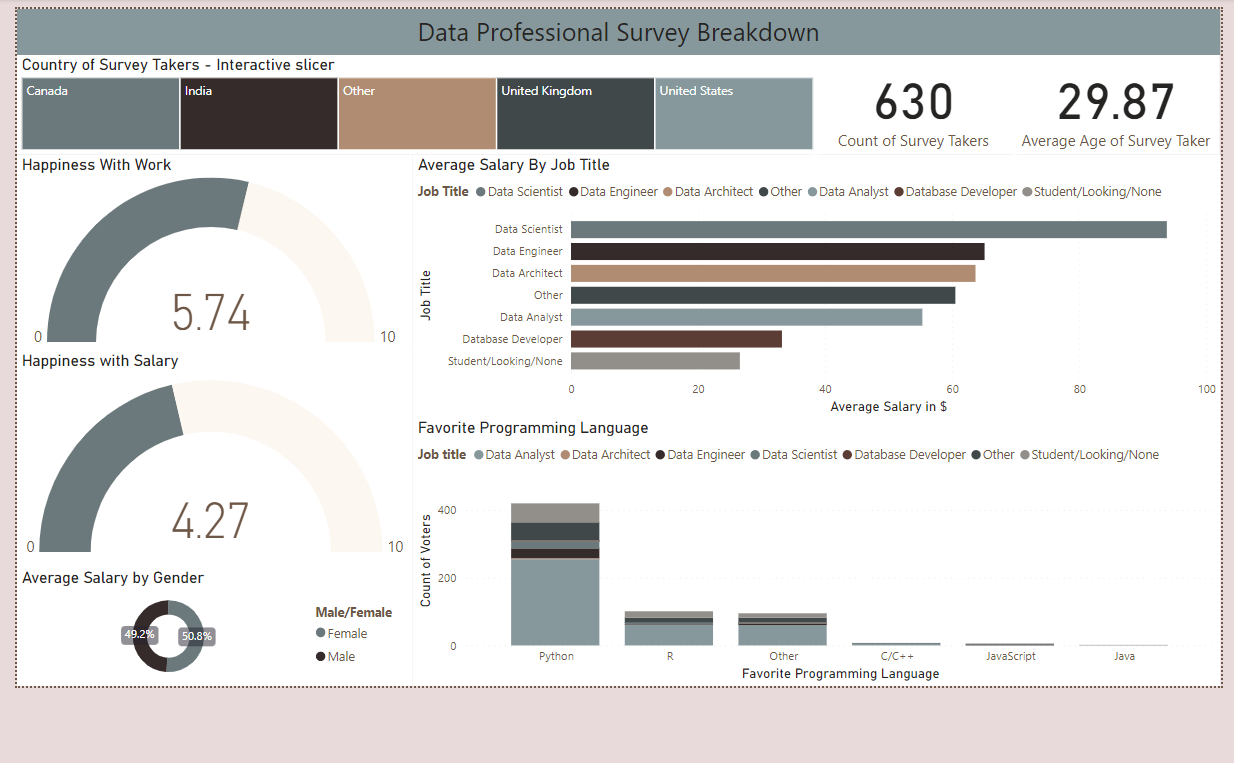 Data Professional Survey Breakdown
Country of Survey Takers - Interactive slicer
Canada
India
Other
United Kingdom
United States
630
Count of Survey Takers
29.87
Average Age of Survey Taker
Happiness With Work
5.74
0
10
Happiness with Salary
4.27
0
10
Average Salary by Gender
49.2%
50.8%
Male/Female
Female
Male
Average Salary By Job Title
Job Title Data Scientist Data Engineer Data Architect Other Data Analyst Database Developer Student/Looking/None
Job Title
Data Scientist
Data Engineer
Data Architect
Other
Data Analyst
Database Developer
Student/Looking/None
0 20 40 60 80 100
Average Salary in $
Favorite Programming Language
Job title Data Analyst Data Architect Data Engineer Data Scientist Database Developer Other Student/Looking/None
Count of Voters
400
200
0
Python R Other C/C++ JavaScript Java
Favorite Programming Language